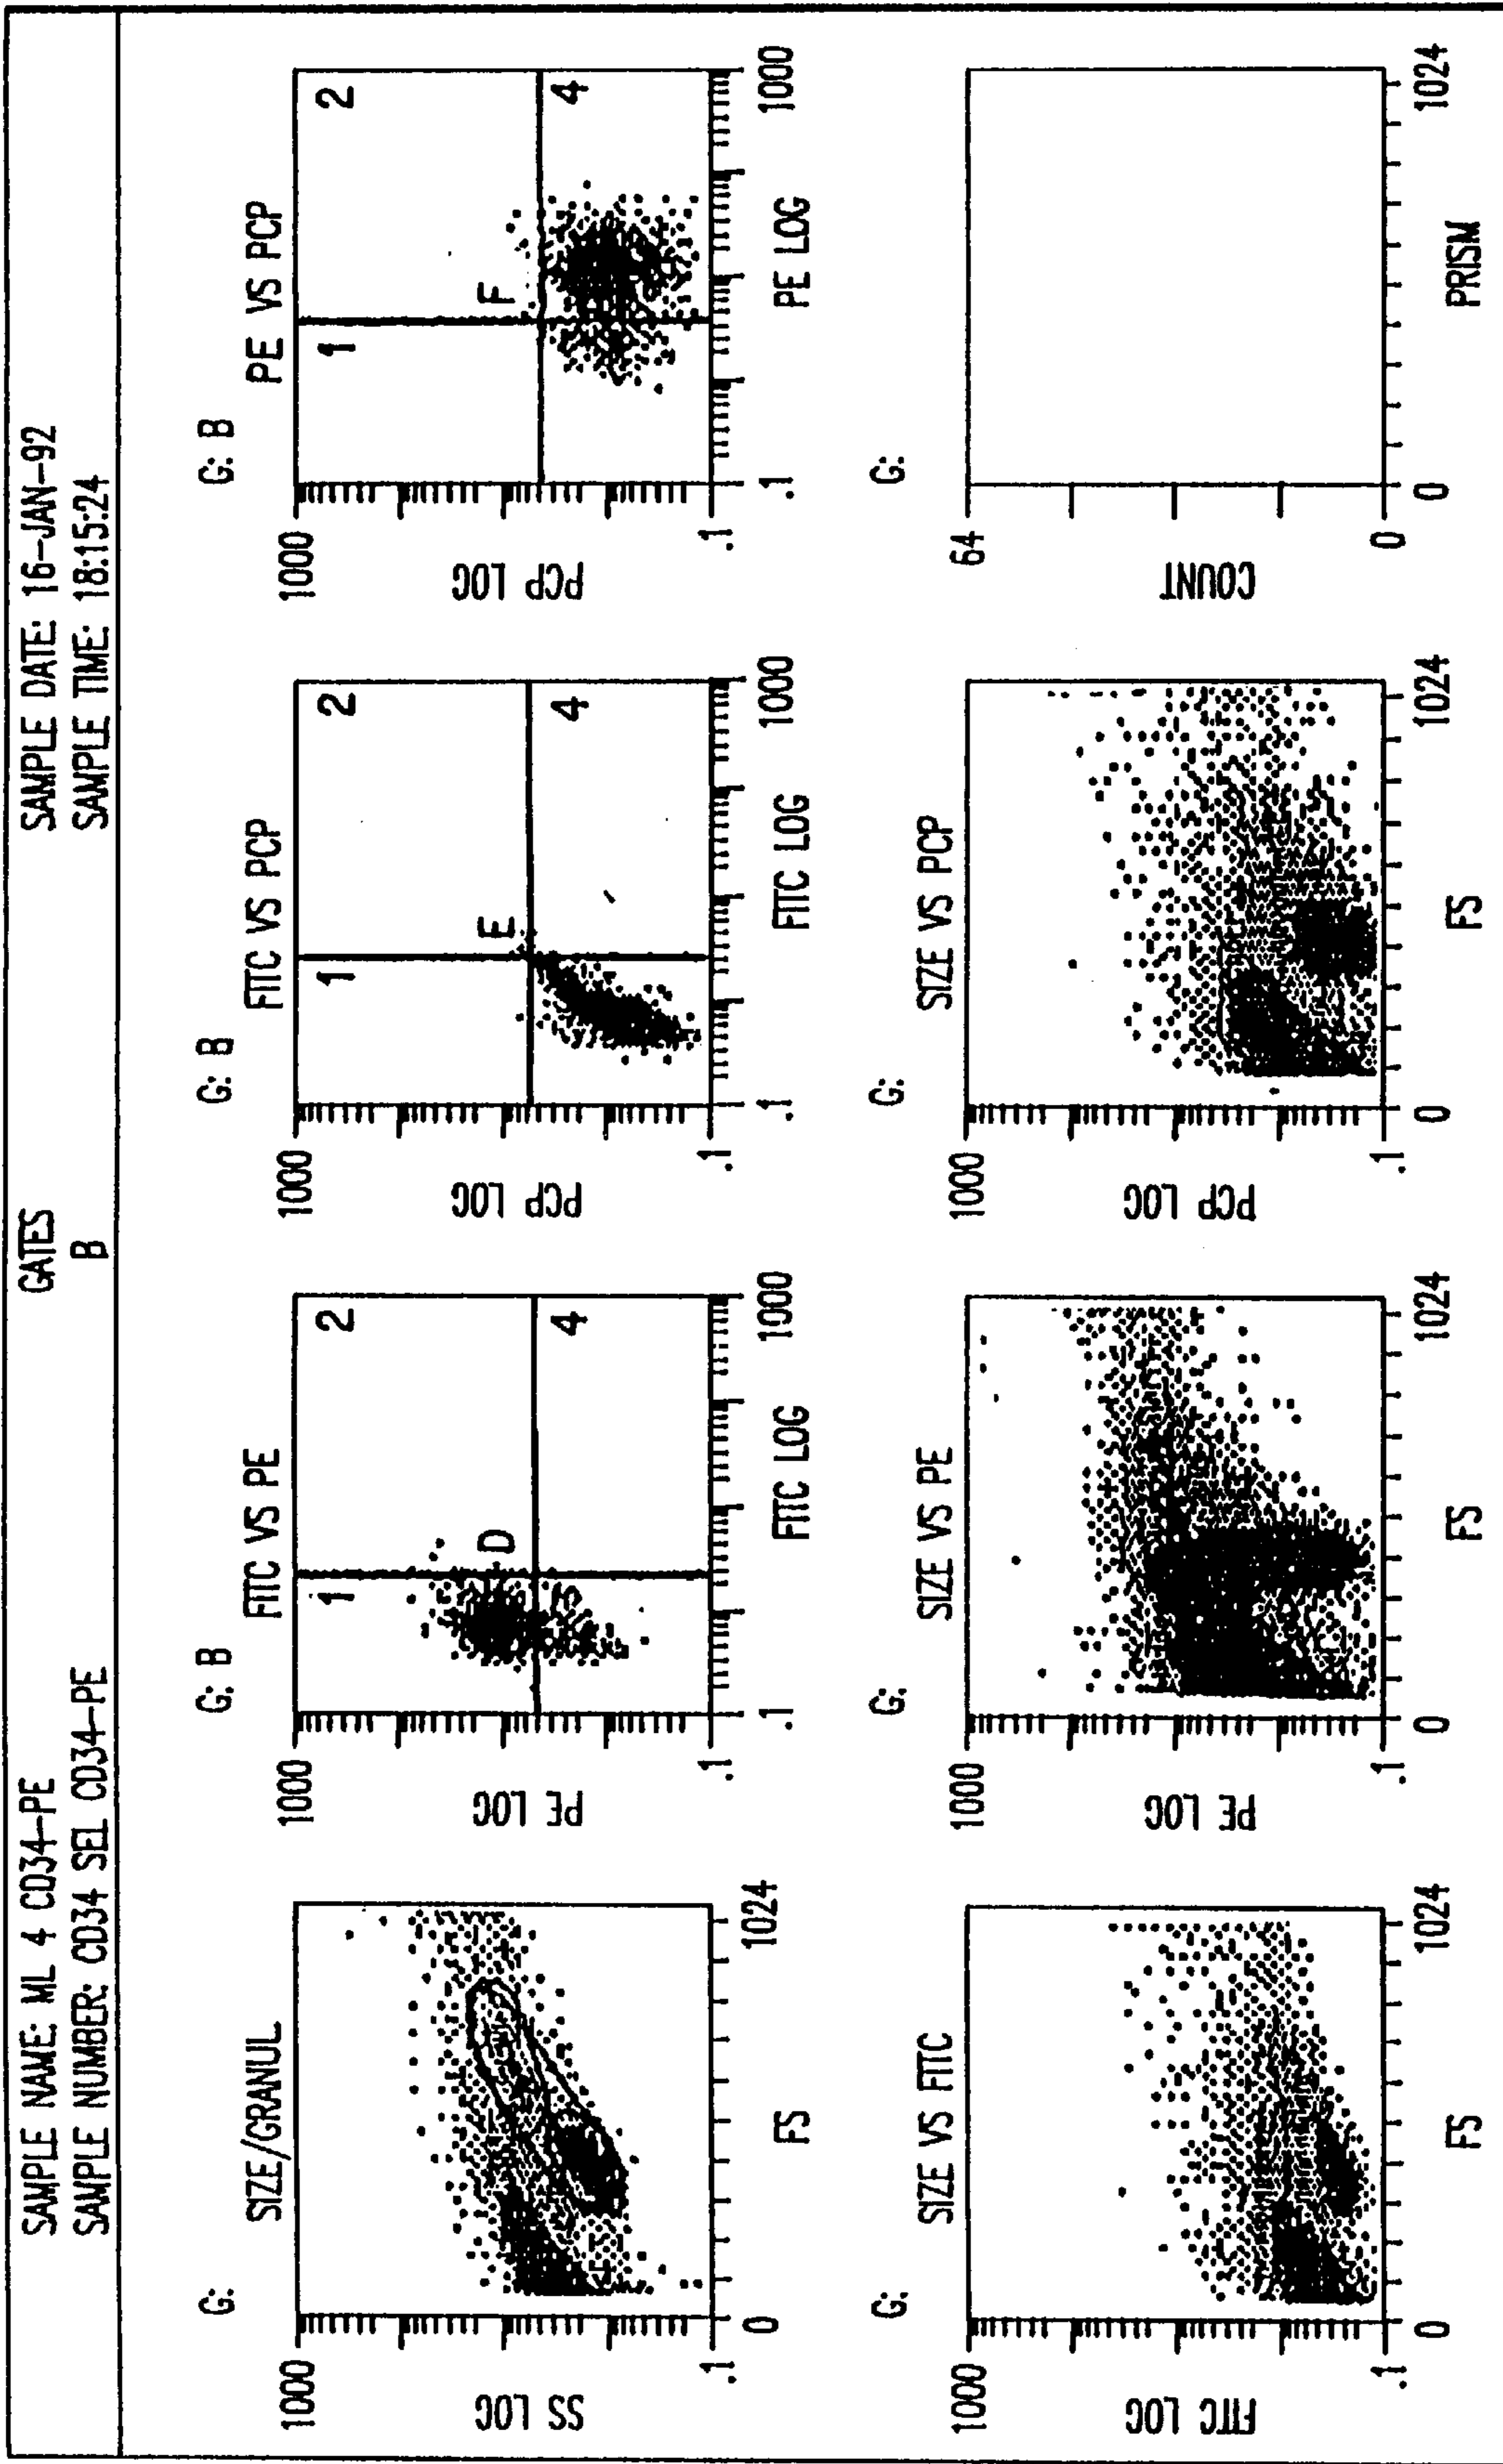 SAMPLE NAME: ML 4 CD34-PE
GATES
SAMPLE DATE: 16-JAN-92
SAMPLE NUMBER: CD34 SEL CD34-PE
B
SAMPLE TIME: 18:15:24
G:
SIZE/GRANUL
1000
SS LOG
.1
0
1024
FS
G: B
FITC VS PE
1000
PE LOG
.1
1
2
D
4
.1
1000
FITC LOG
G: B
FITC VS PCP
1000
PCP LOG
.1
1
2
E
4
.1
1000
FITC LOG
G: B
PE VS PCP
1000
PCP LOG
.1
1
2
F
4
.1
1000
PE LOG
G:
SIZE VS FITC
1000
FITC LOG
.1
0
1024
FS
G:
SIZE VS PE
1000
PE LOG
.1
0
1024
FS
G:
SIZE VS PCP
1000
PCP LOG
.1
0
1024
FS
G:
64
COUNT
0
0
1024
PRISM